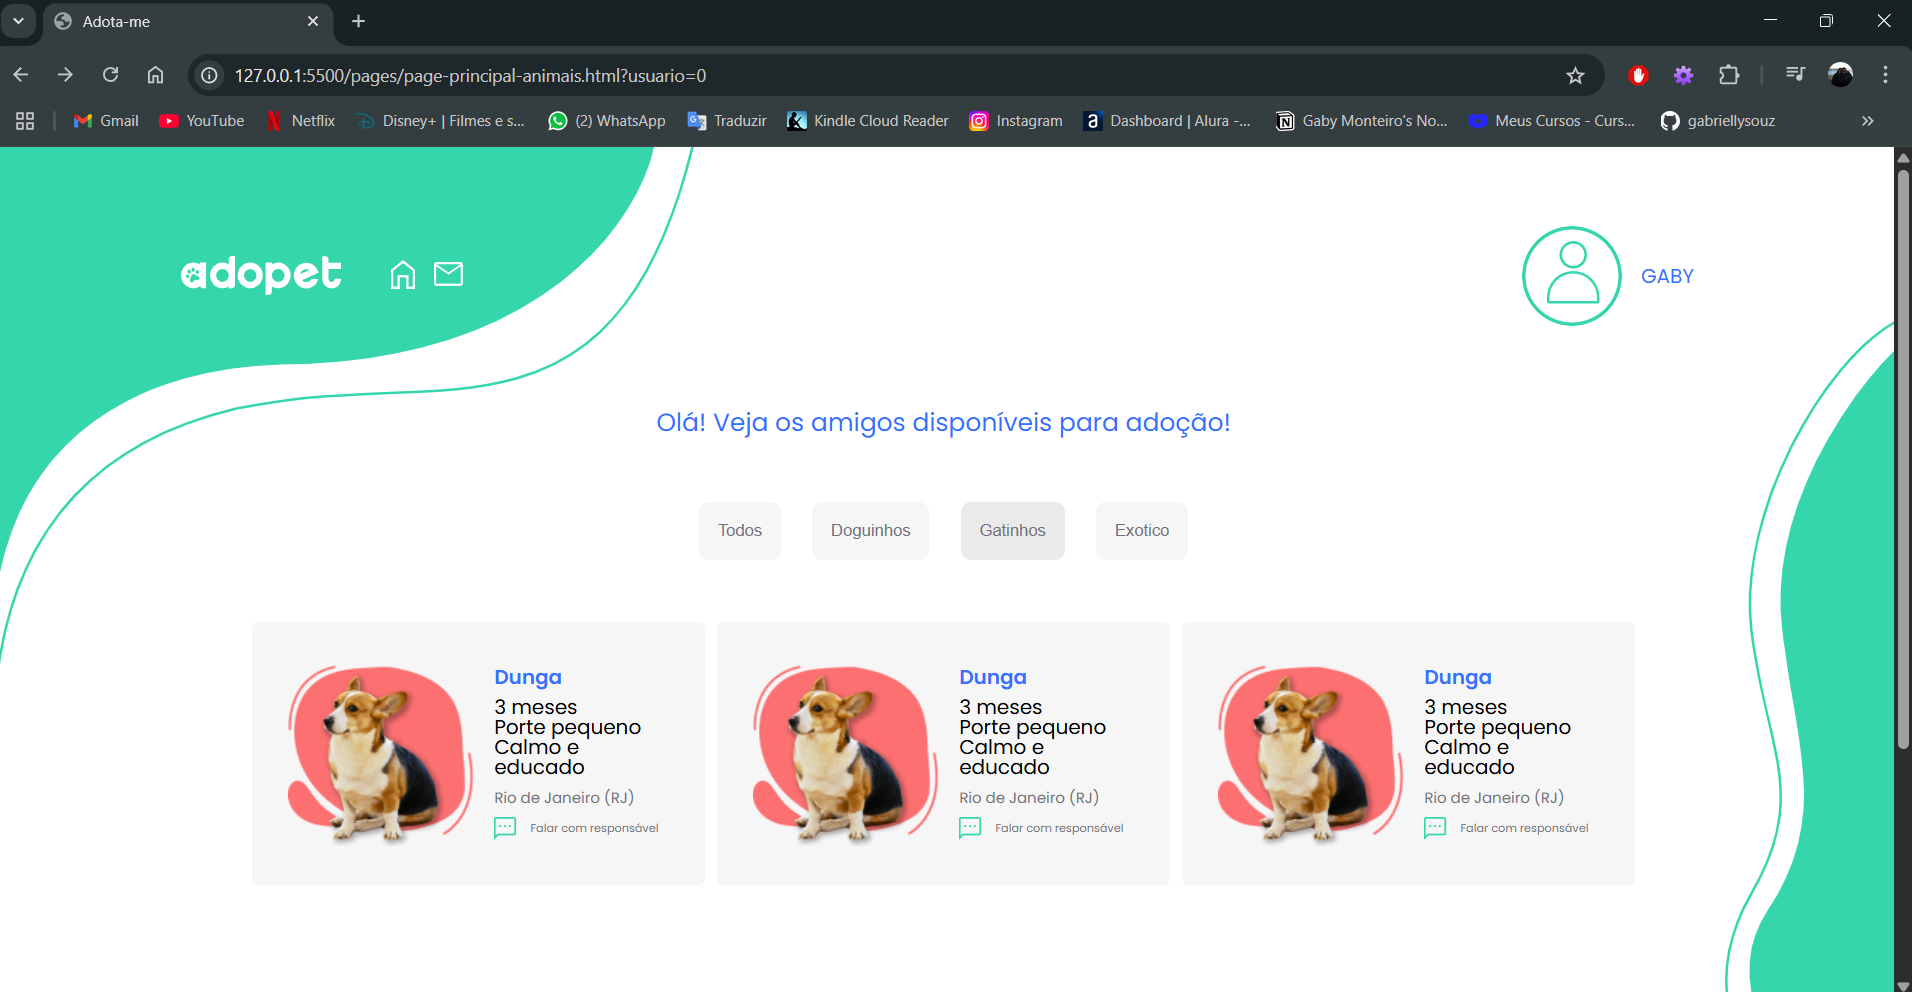 Adota-me
127.0.0.1:5500/pages/page-principal-animais.html?usuario=0
Gmail YouTube Netflix Disney+ | Filmes e s... (2) WhatsApp Traduzir Kindle Cloud Reader Instagram Dashboard | Alura -... Gaby Monteiro's No... Meus Cursos - Curs... gabriellysouz
adopet
GABY
Olá! Veja os amigos disponíveis para adoção!
Todos Doguinhos Gatinhos Exotico
Dunga
3 meses
Porte pequeno
Calmo e
educado
Rio de Janeiro (RJ)
Falar com responsável
Dunga
3 meses
Porte pequeno
Calmo e
educado
Rio de Janeiro (RJ)
Falar com responsável
Dunga
3 meses
Porte pequeno
Calmo e
educado
Rio de Janeiro (RJ)
Falar com responsável